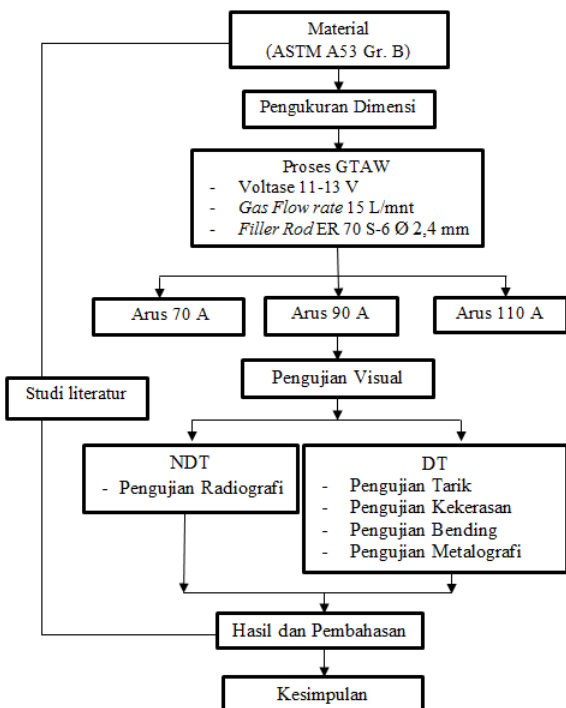 Material
(ASTM A53 Gr. B)
Pengukuran Dimensi
Proses GTAW
- Voltase 11-13 V
- Gas Flow rate 15 L/mnt
- Filler Rod ER 70 S-6 Ø 2,4 mm
Arus 70 A
Arus 90 A
Arus 110 A
Studi literatur
Pengujian Visual
NDT
- Pengujian Radiografi
DT
- Pengujian Tarik
- Pengujian Kekerasan
- Pengujian Bending
- Pengujian Metalografi
Hasil dan Pembahasan
Kesimpulan